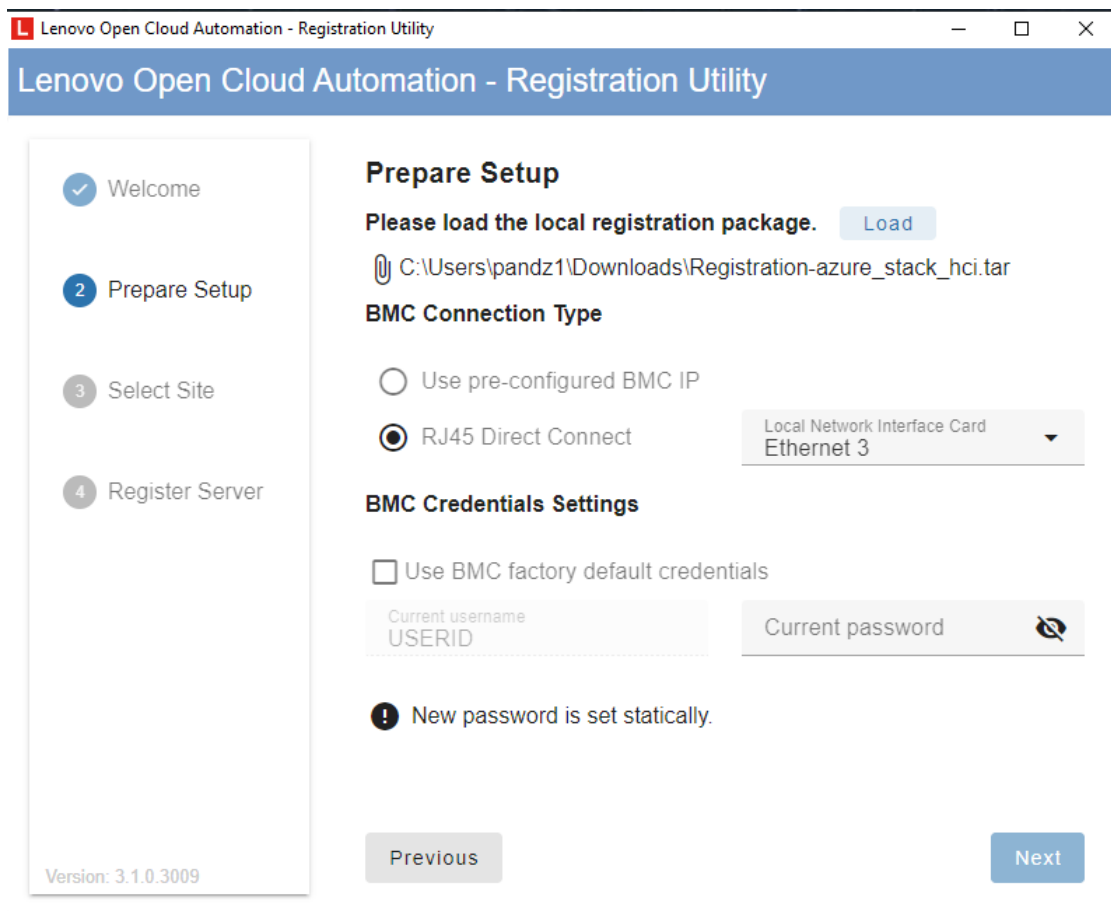 L Lenovo Open Cloud Automation - Registration Utility
Lenovo Open Cloud Automation - Registration Utility
Welcome
2 Prepare Setup
3 Select Site
4 Register Server
Version: 3.1.0.3009
Prepare Setup
Please load the local registration package. Load
C:\Users\pandz1\Downloads\Registration-azure_stack_hci.tar
BMC Connection Type
Use pre-configured BMC IP
RJ45 Direct Connect
Local Network Interface Card
Ethernet 3
BMC Credentials Settings
Use BMC factory default credentials
Current username
USERID
Current password
! New password is set statically.
Previous
Next